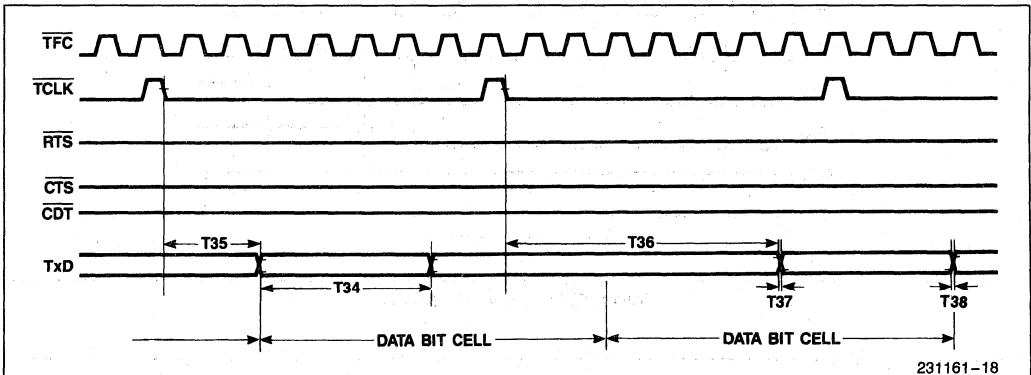 TFC
TCLK
RTS
CTS
CDT
T35
T36
TxD
T34
T37
T38
DATA BIT CELL
DATA BIT CELL
231161–18